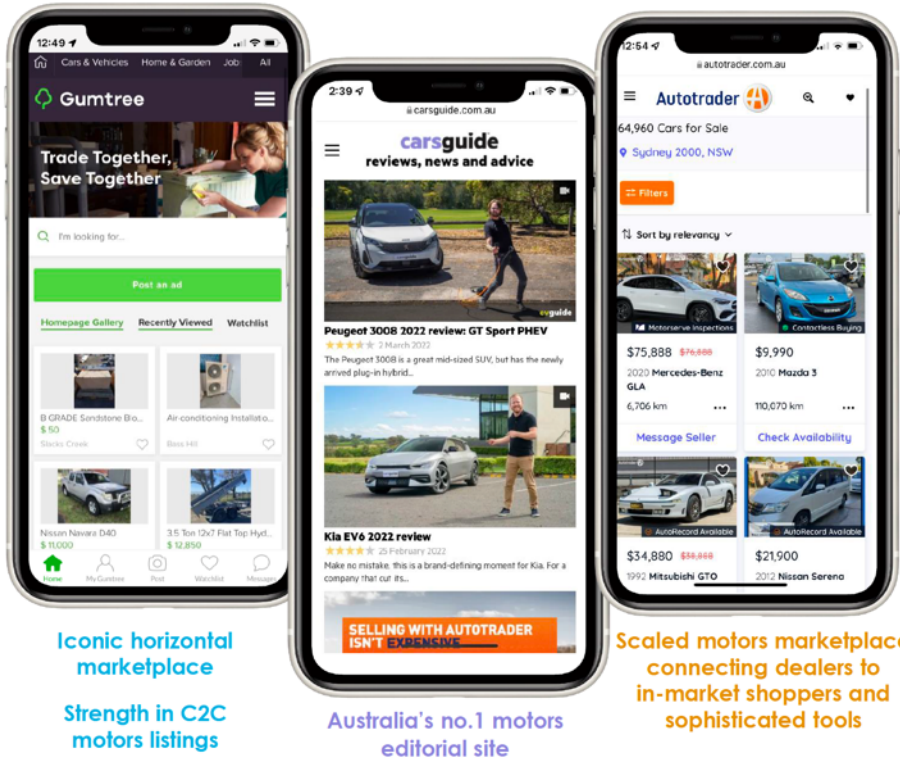 12:49
Cars & Vehicles Home & Garden Job All
Gumtree
Trade Together,
Save Together
I'm looking for...
Post an ad
Homepage Gallery Recently Viewed Watchlist
B GRADE Sandstone Blo...
$ 50
Slacks Creek
Air-conditioning Installatio...
Bass Hill
Nissan Navara D40
$ 11,000
3.5 Ton 12x7 Flat Top Hyd...
$ 12,850
Home My Gumtree Post Watchlist Messages
Iconic horizontal
marketplace
Strength in C2C
motors listings
2:39
carsguide.com.au
carsguide
reviews, news and advice
evguide
Peugeot 3008 2022 review: GT Sport PHEV
2 March 2022
The Peugeot 3008 is a great mid-sized SUV, but has the newly
arrived plug-in hybrid...
Kia EV6 2022 review
25 February 2022
Make no mistake, this is a brand-defining moment for Kia. For a
company that cut its...
SELLING WITH AUTOTRADER
ISN'T EXPENSIVE
Australia's no.1 motors
editorial site
12:54
autotrader.com.au
Autotrader
64,960 Cars for Sale
Sydney 2000, NSW
Filters
Sort by relevancy
Motorserve Inspections
$75,888 $76,888
2020 Mercedes-Benz
GLA
6,706 km
Message Seller
Contactless Buying
$9,990
2010 Mazda 3
110,070 km
Check Availability
AutoRecord Available
$34,880 $38,888
1992 Mitsubishi GTO
AutoRecord Available
$21,900
2012 Nissan Serena
Scaled motors marketplac
connecting dealers to
in-market shoppers and
sophisticated tools